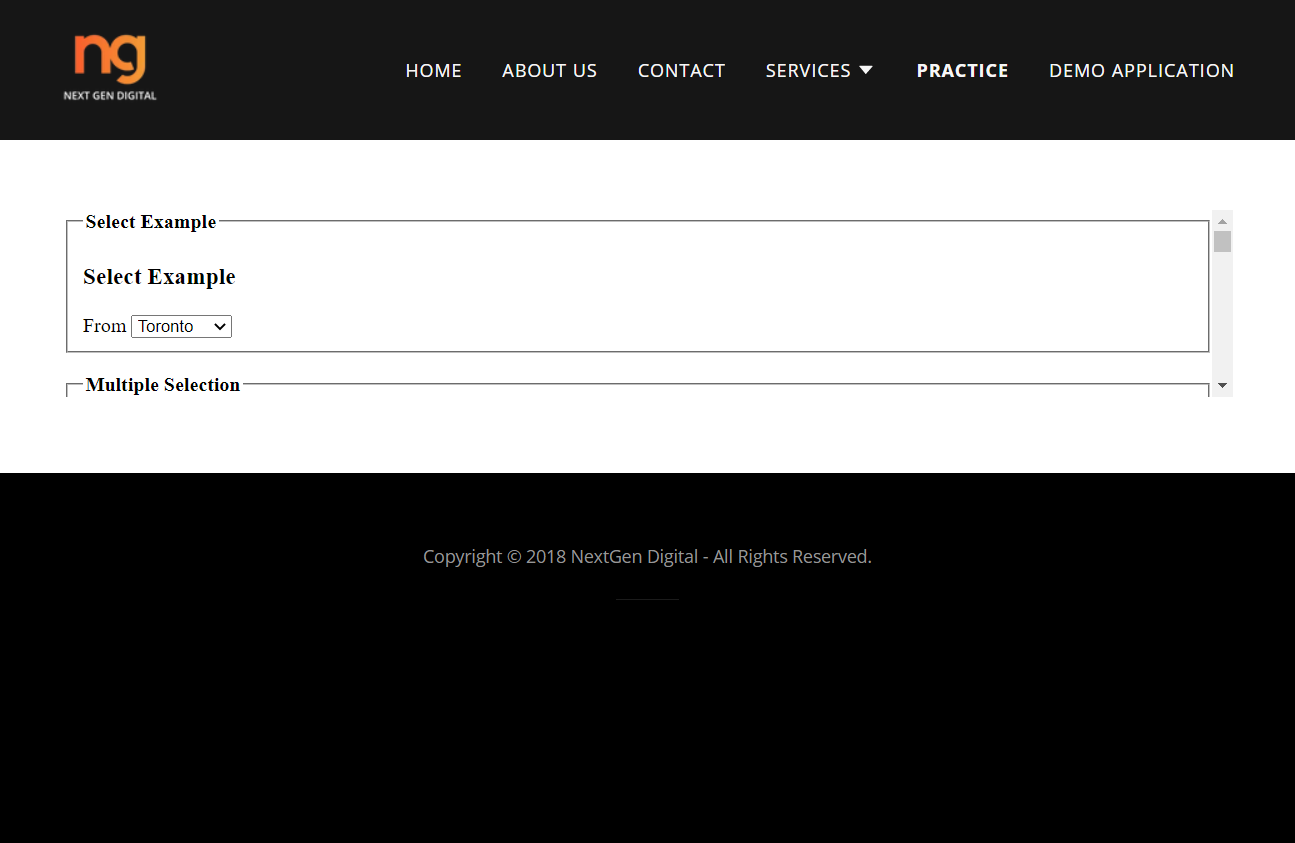 ng
NEXT GEN DIGITAL
HOME ABOUT US CONTACT SERVICES PRACTICE DEMO APPLICATION
Select Example
Select Example
From Toronto
Multiple Selection
Copyright © 2018 NextGen Digital - All Rights Reserved.